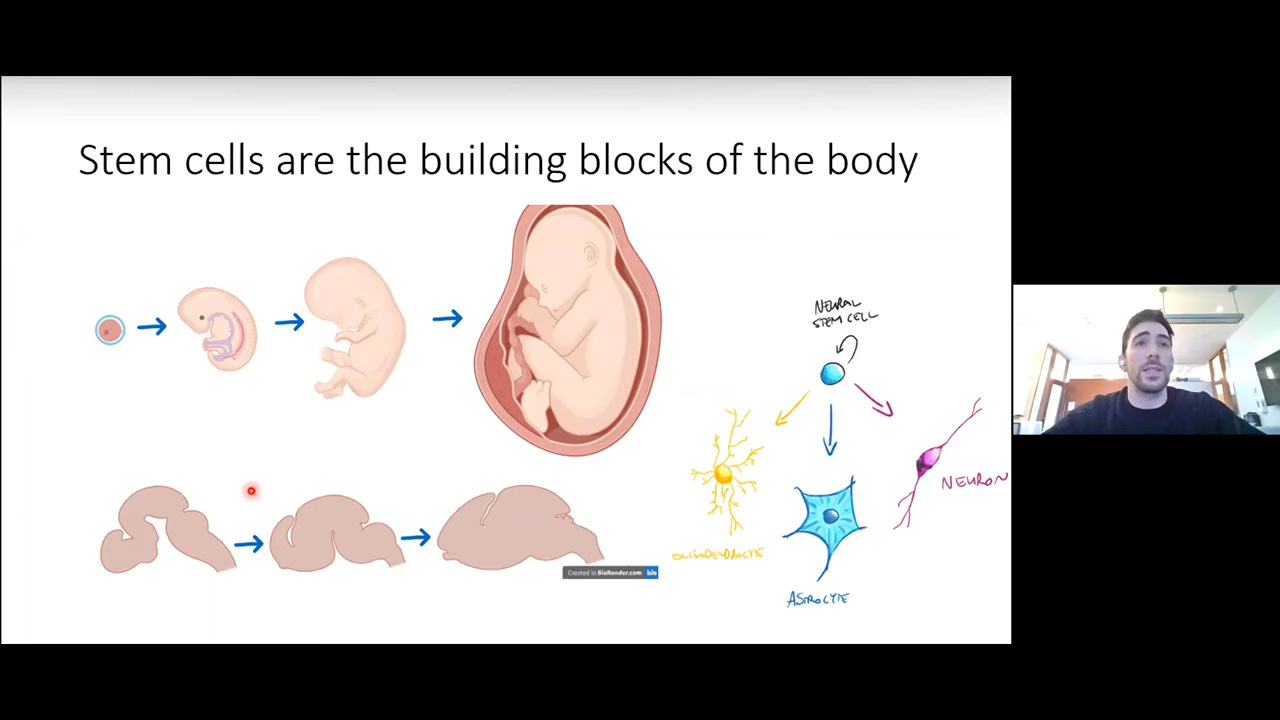 Stem cells are the building blocks of the body
NEURAL
STEM CELL
NEURON
OLIGODENDROCYTE
ASTROCYTE
Created in BioRender.com bio